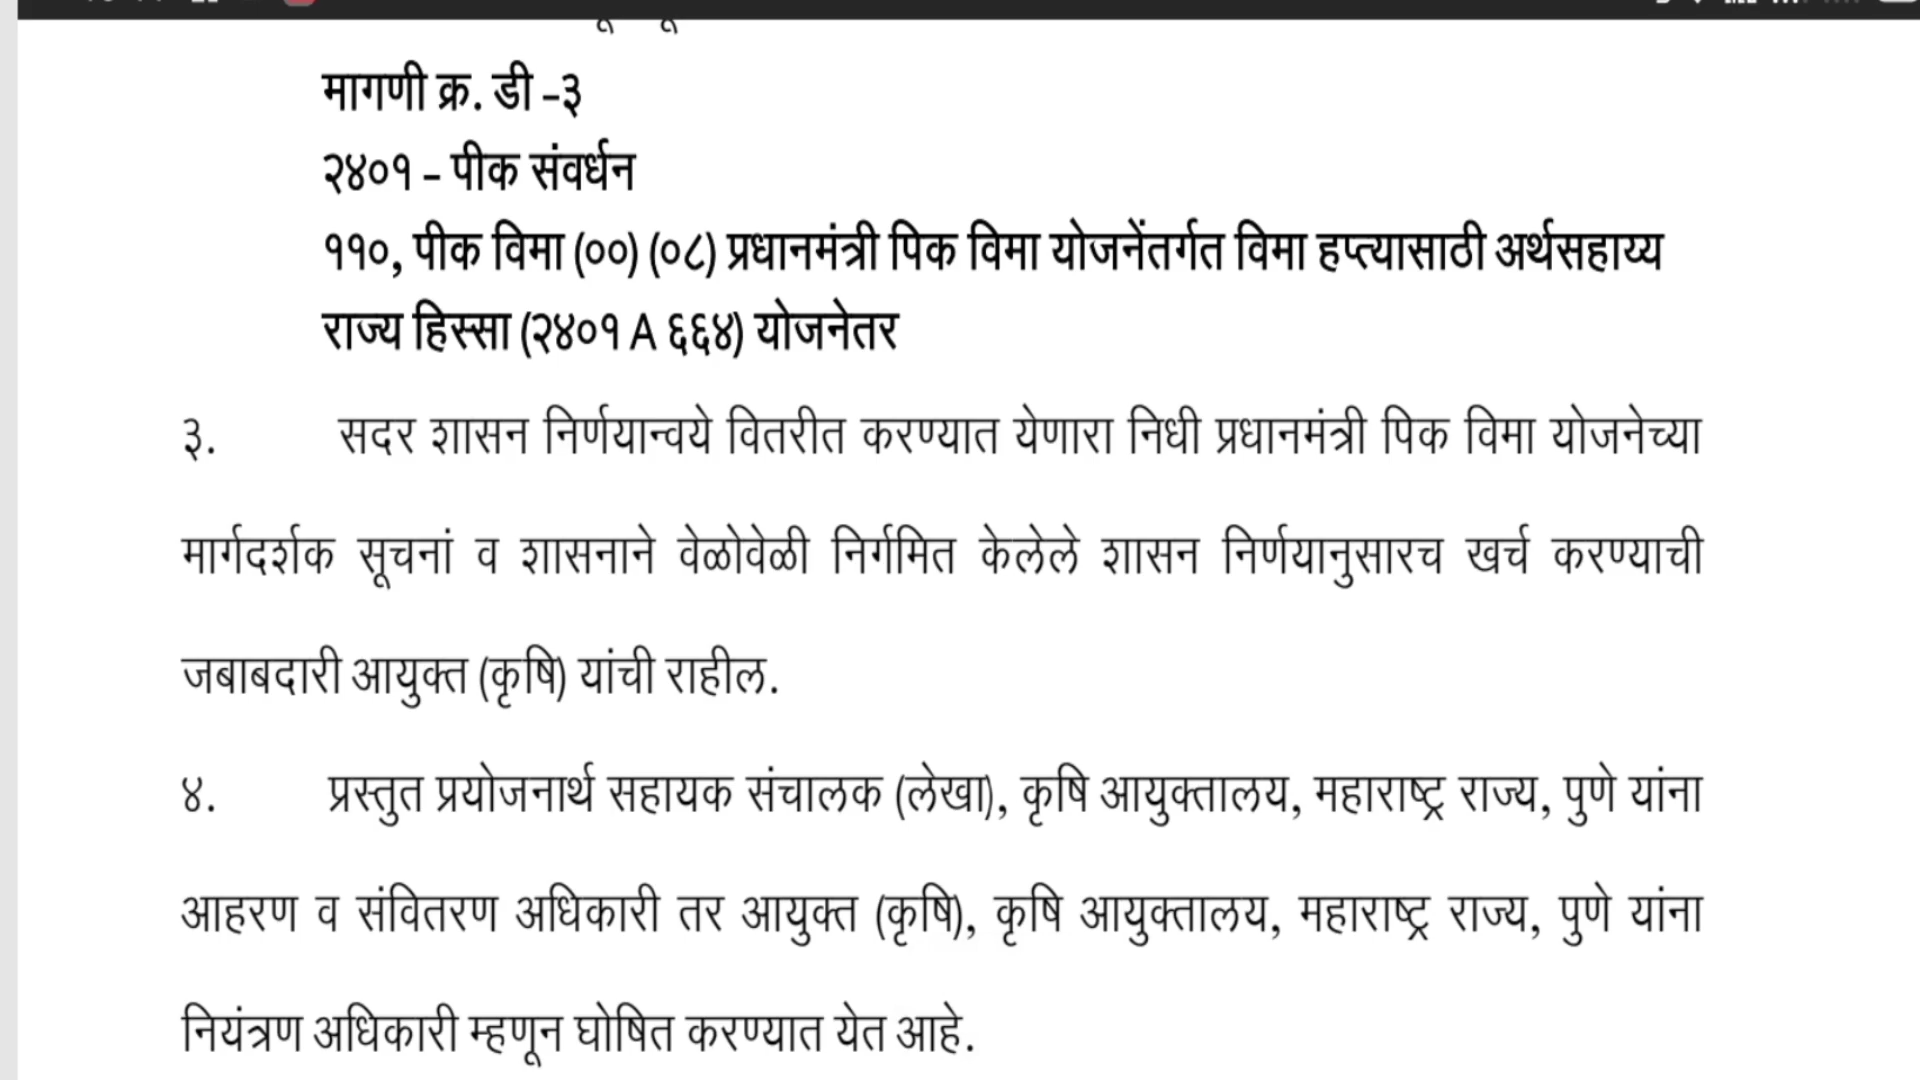 मागणी क्र. डी -३
२४०१ - पीक संवर्धन
११०, पीक विमा (००) (०८) प्रधानमंत्री पिक विमा योजनेंतर्गत विमा हप्त्यासाठी अर्थसहाय्य
राज्य हिस्सा (२४०१ A ६६४) योजनेतर
३. सदर शासन निर्णयान्वये वितरीत करण्यात येणारा निधी प्रधानमंत्री पिक विमा योजनेच्या
मार्गदर्शक सूचनां व शासनाने वेळोवेळी निर्गमित केलेले शासन निर्णयानुसारच खर्च करण्याची
जबाबदारी आयुक्त (कृषि) यांची राहील.
४. प्रस्तुत प्रयोजनार्थ सहायक संचालक (लेखा), कृषि आयुक्तालय, महाराष्ट्र राज्य, पुणे यांना
आहरण व संवितरण अधिकारी तर आयुक्त (कृषि), कृषि आयुक्तालय, महाराष्ट्र राज्य, पुणे यांना
नियंत्रण अधिकारी म्हणून घोषित करण्यात येत आहे.